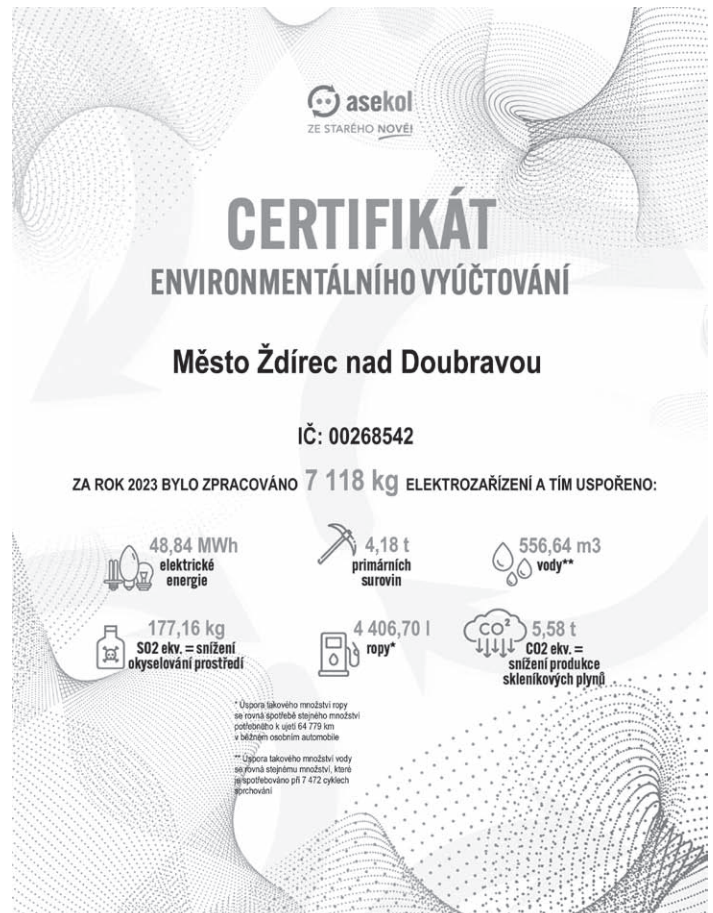 asekol
ZE STARÉHO NOVÉ!
CERTIFIKÁT
ENVIRONMENTÁLNÍHO VYÚČTOVÁNÍ
Město Ždírec nad Doubravou
IČ: 00268542
ZA ROK 2023 BYLO ZPRACOVÁNO 7 118 kg ELEKTROZAŘÍZENÍ A TÍM USPOŘENO:
48,84 MWh
elektrické
energie
4,18 t
primárních
surovin
556,64 m3
vody**
177,16 kg
SO2 ekv. = snížení
okyselování prostředí
4 406,70 l
ropy*
CO2
5,58 t
CO2 ekv. =
snížení produkce
skleníkových plynů
* Úspora takového množství ropy
se rovná spotřebě stejného množství
potřebného k ujetí 64 779 km
v běžném osobním automobile
** Úspora takového množství vody
se rovná stejnému množství, které
je spotřebováno při 7 472 cyklech
sprchování